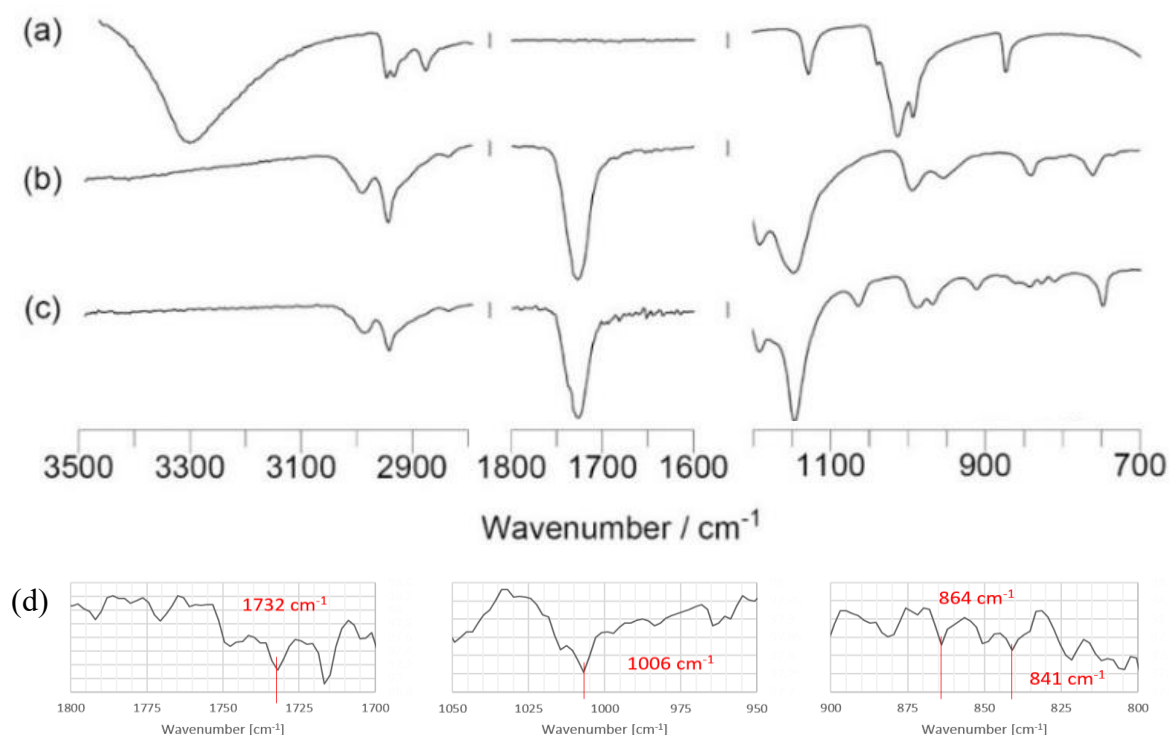 (a)
(b)
(c)
3500 3300 3100 2900 1800 1700 1600 1100 900 700
Wavenumber / cm⁻¹
(d)
1732 cm⁻¹
1006 cm⁻¹
864 cm⁻¹
841 cm⁻¹
1800 1775 1750 1725 1700 1050 1025 1000 975 950 900 875 850 825 800
Wavenumber [cm⁻¹] Wavenumber [cm⁻¹] Wavenumber [cm⁻¹]